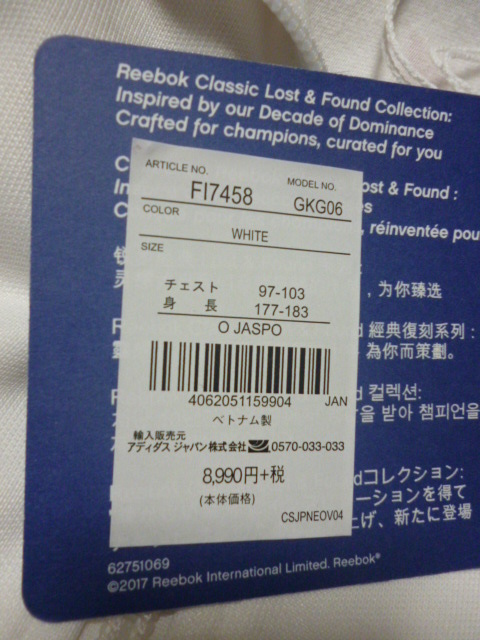 Reebok Classic Lost & Found Collection:
Inspired by our Decade of Dominance
Crafted for champions, curated for you
ost & Found :
es
, réinventée pou
，为你臻选
經典復刻系列：
為你而策劃。
컬렉션:
을 받아 챔피언을
dコレクション:
ーションを得て
上げ、新たに登場
ARTICLE NO.
MODEL NO.
FI7458
GKG06
COLOR
WHITE
SIZE
チェスト 97-103
身長 177-183
O JASPO
4062051159904 JAN
ベトナム製
輸入販売元
アディダス ジャパン株式会社 0570-033-033
8,990円+税
(本体価格)
CSJPNEOV04
62751069
©2017 Reebok International Limited. Reebok®